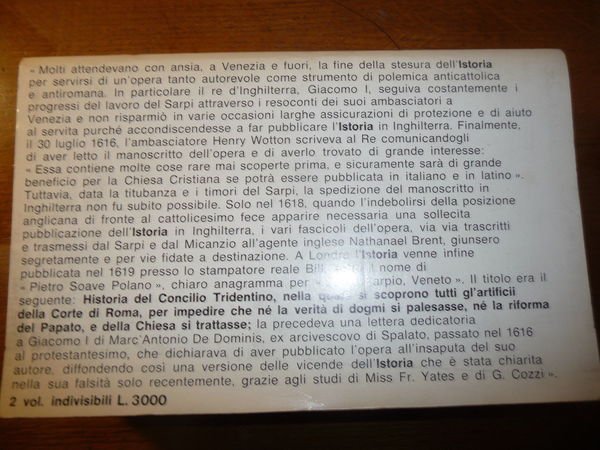 « Molti attendevano con ansia, a Venezia e fuori, la fine della stesura dell'Istoria
per servirsi di un'opera tanto autorevole come strumento di polemica anticattolica
e antiromana. In particolare il re d'Inghilterra, Giacomo I, seguiva costantemente i
progressi del lavoro del Sarpi attraverso i resoconti dei suoi ambasciatori a
Venezia e non risparmiò in varie occasioni larghe assicurazioni di protezione e di aiuto
al servita purché accondiscendesse a far pubblicare l'Istoria in Inghilterra. Finalmente,
il 30 luglio 1616, l'ambasciatore Henry Wotton scriveva al Re comunicandogli
di aver letto il manoscritto dell'opera e di averlo trovato di grande interesse:
« Essa contiene molte cose rare mai scoperte prima, e sicuramente sarà di grande
beneficio per la Chiesa Cristiana se potrà essere pubblicata in italiano e in latino ».
Tuttavia, data la titubanza e i timori del Sarpi, la spedizione del manoscritto in
Inghilterra non fu subito possibile. Solo nel 1618, quando l'indebolirsi della posizione
anglicana di fronte al cattolicesimo fece apparire necessaria una sollecita
pubblicazione dell'Istoria in Inghilterra, i vari fascicoli dell'opera, via via trascritti
e trasmessi dal Sarpi e dal Micanzio all'agente inglese Nathanael Brent, giunsero
segretamente e per vie fidate a destinazione. A Londra l'Istoria venne infine
pubblicata nel 1619 presso lo stampatore reale Bill, il nome di
« Pietro Soave Polano », chiaro anagramma per Veneto ». Il titolo era il
seguente: Historia del Concilio Tridentino, nella quale si scoprono tutti gl'artificii
della Corte di Roma, per impedire che né la verità di dogmi si palesasse, né la riforma
del Papato, e della Chiesa si trattasse; la precedeva una lettera dedicatoria
a Giacomo I di Marc'Antonio De Dominis, ex arcivescovo di Spalato, passato nel 1616
al protestantesimo, che dichiarava di aver pubblicato l'opera all'insaputa del suo
autore, diffondendo così una versione delle vicende dell'Istoria che è stata chiarita
nella sua falsità solo recentemente, grazie agli studi di Miss Fr. Yates e di G. Cozzi ».
2 vol. indivisibili L. 3000